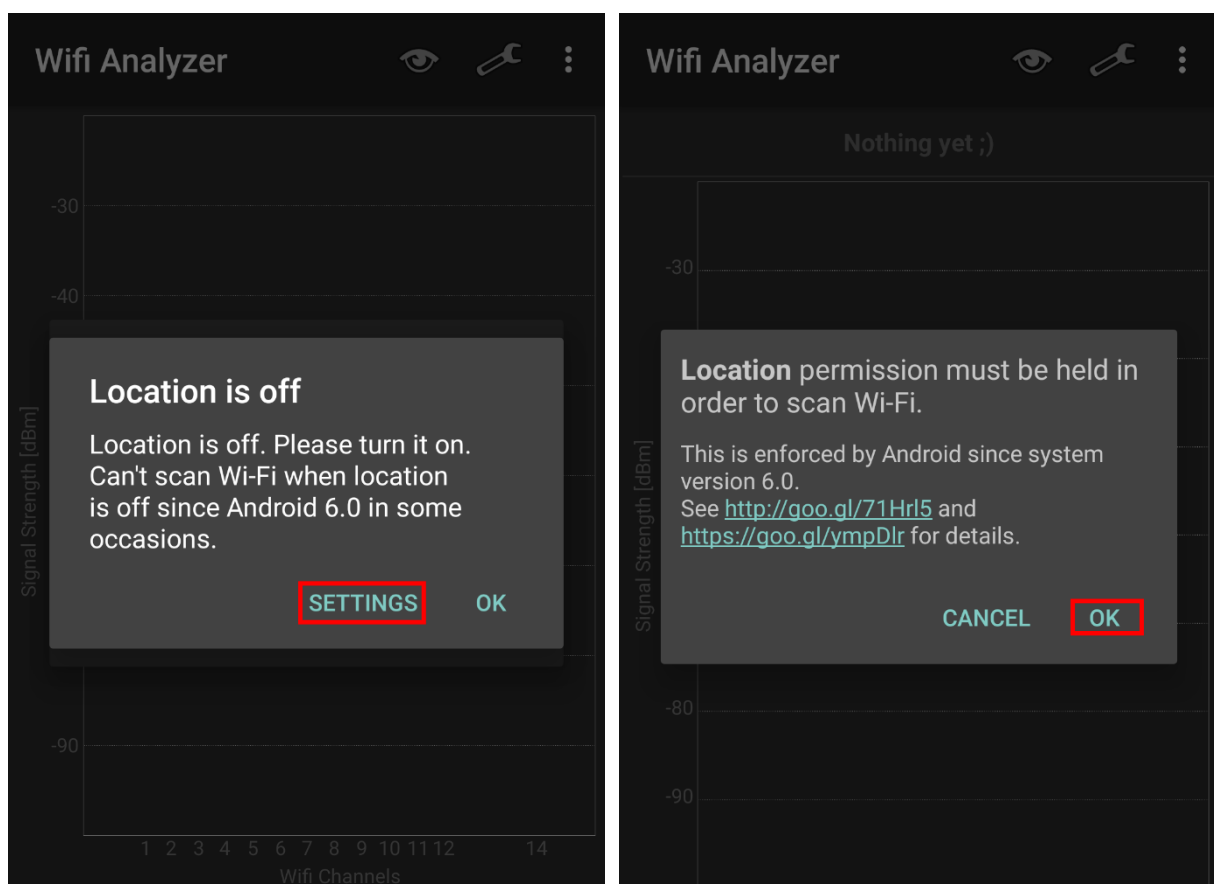 Wifi Analyzer
-30
-40
Location is off
Location is off. Please turn it on.
Can't scan Wi-Fi when location
is off since Android 6.0 in some
occasions.
SETTINGS OK
-90
Signal Strength [dBm]
1 2 3 4 5 6 7 8 9 10 11 12 14
Wifi Channels
Wifi Analyzer
Nothing yet ;)
-30
Location permission must be held in
order to scan Wi-Fi.
This is enforced by Android since system
version 6.0.
See http://goo.gl/71Hrl5 and
https://goo.gl/ympDlr for details.
CANCEL OK
-80
-90
Signal Strength [dBm]